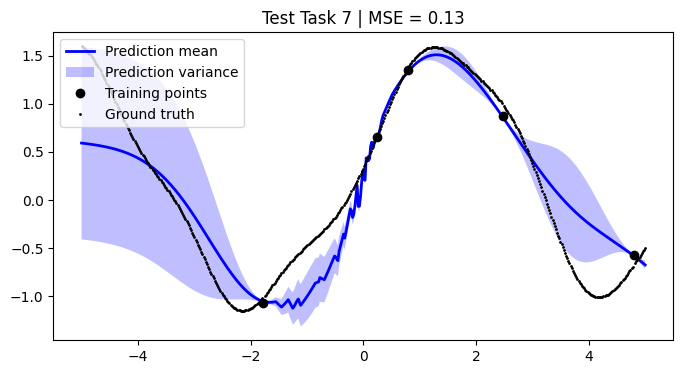 Test Task 7 | MSE = 0.13
Prediction mean
Prediction variance
Training points
Ground truth
1.5
1.0
0.5
0.0
−0.5
−1.0
−4
−2
0
2
4